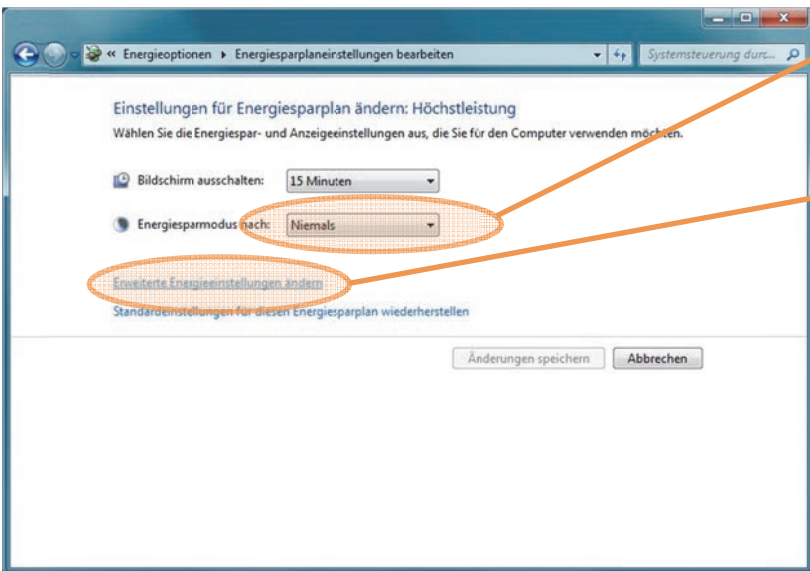 « Energieoptionen ▸ Energiesparplaneinstellungen bearbeiten
Systemsteuerung durc...
Einstellungen für Energiesparplan ändern: Höchstleistung
Wählen Sie die Energiespar- und Anzeigeeinstellungen aus, die Sie für den Computer verwenden möchten.
Bildschirm ausschalten: 15 Minuten
Energiesparmodus nach: Niemals
Erweiterte Energieeinstellungen ändern
Standardeinstellungen für diesen Energiesparplan wiederherstellen
Änderungen speichern Abbrechen